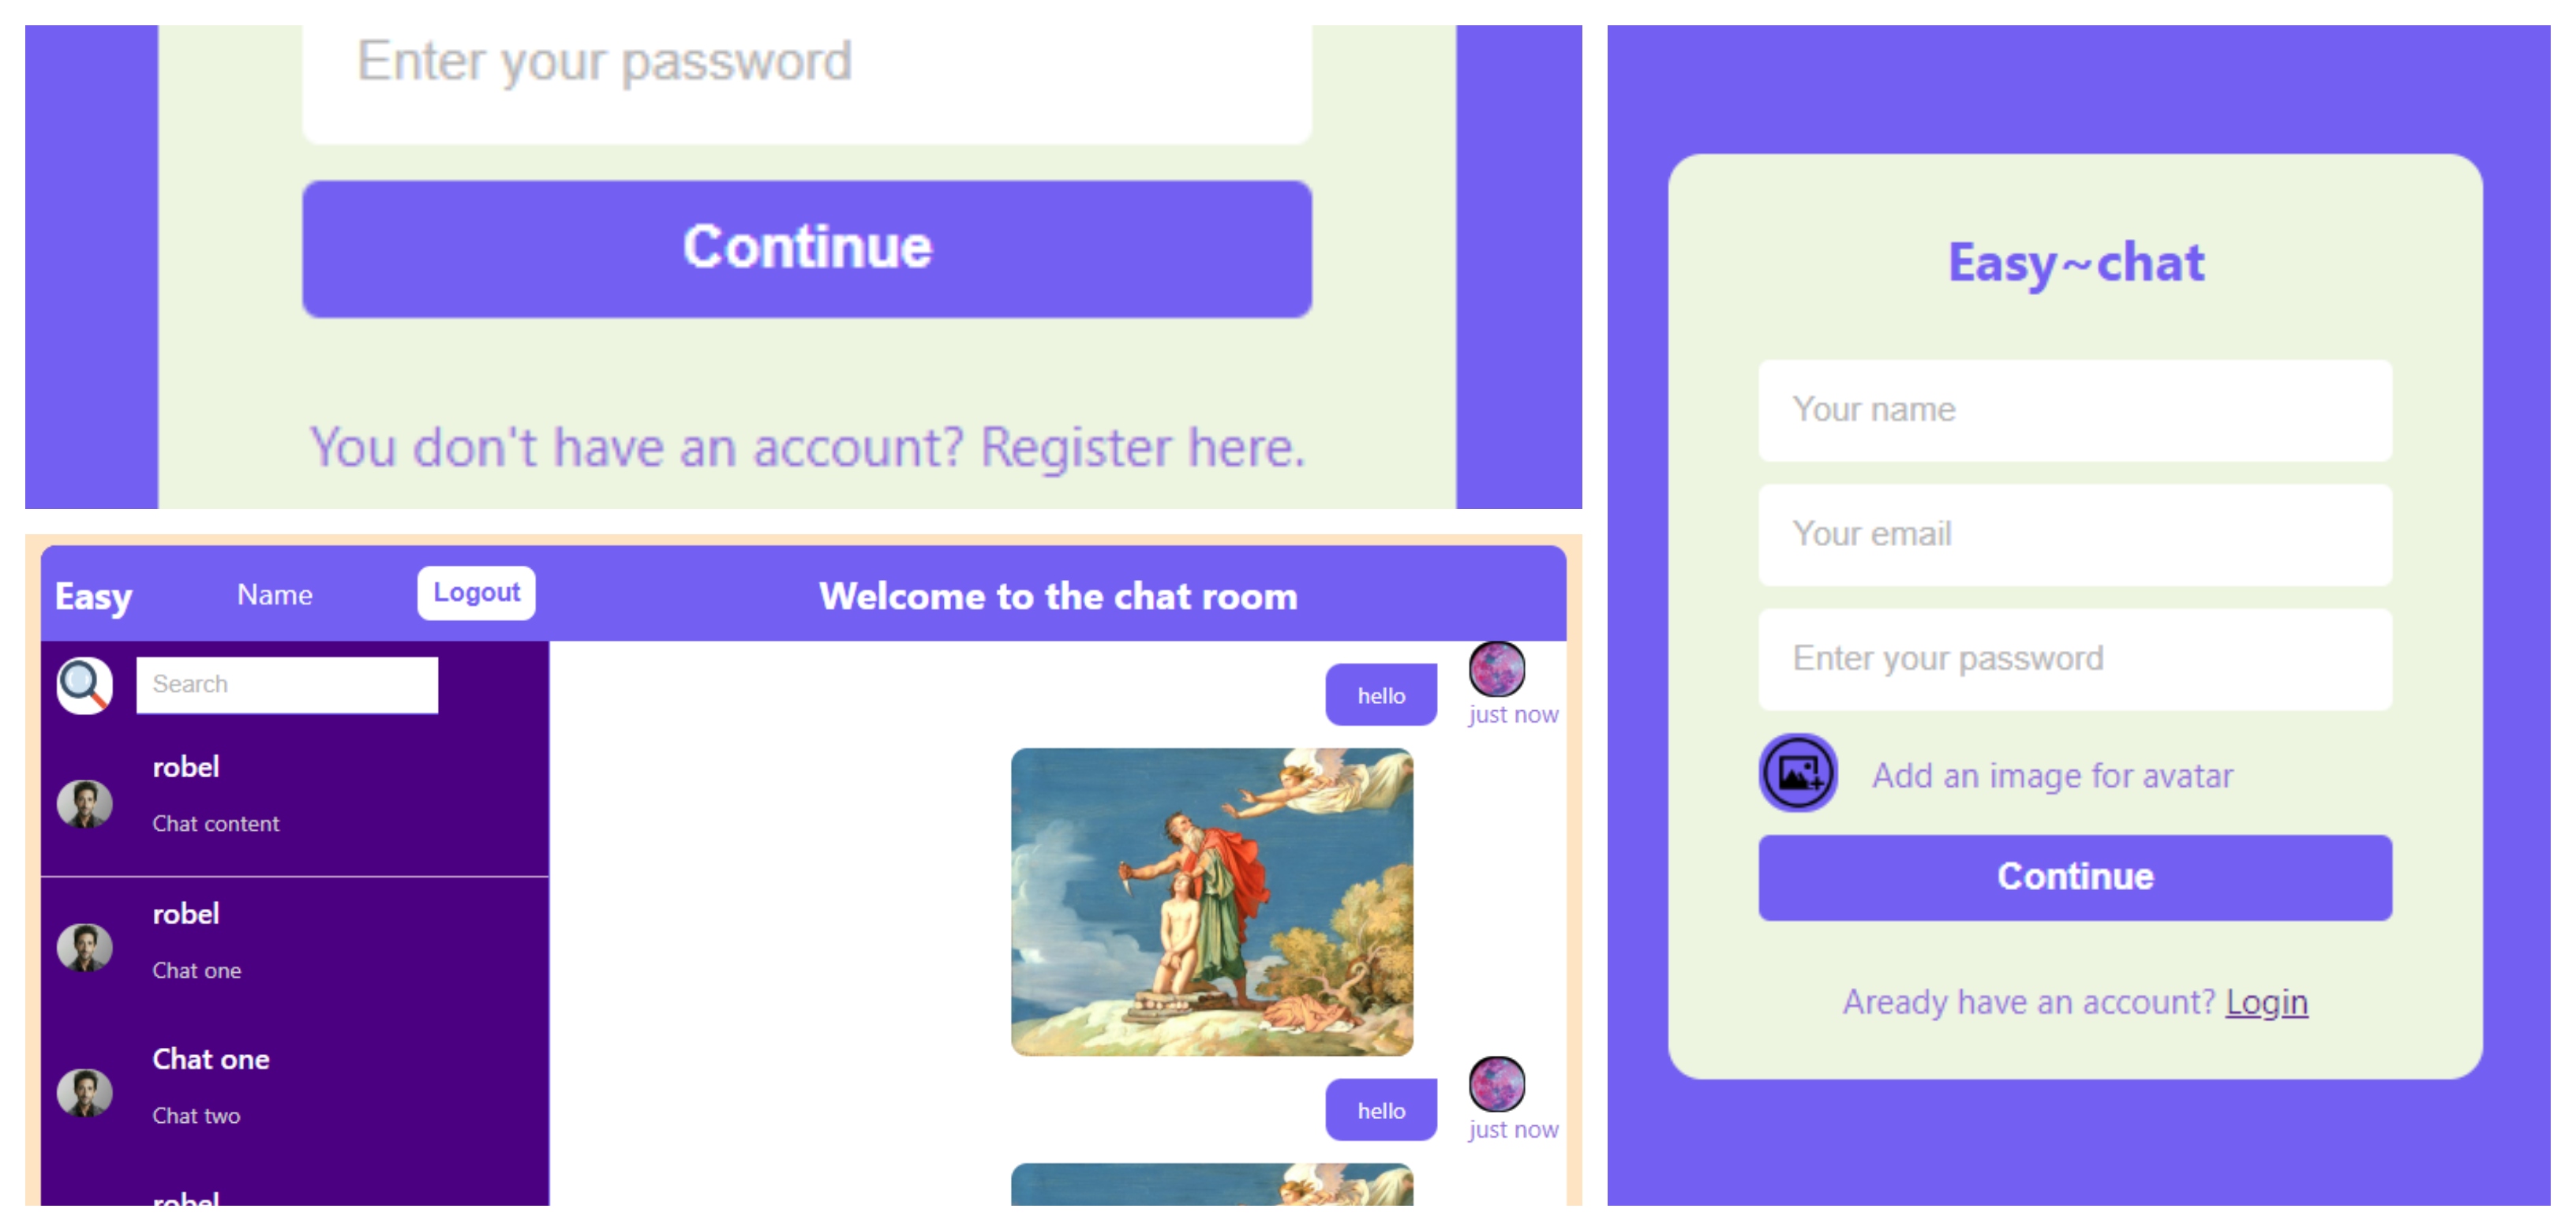 Enter your password
Continue
You don't have an account? Register here.
Easy
Name
Logout
Welcome to the chat room
Search
robel
Chat content
robel
Chat one
Chat one
Chat two
robel
hello
just now
hello
just now
Easy~chat
Your name
Your email
Enter your password
Add an image for avatar
Continue
Aready have an account? Login